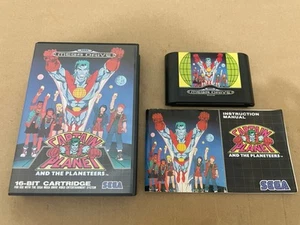 MEGA DRIVE
CAPTAIN
PLANET
AND THE PLANETEERS
16-BIT CARTRIDGE
SEGA
INSTRUCTION
MANUAL
CAPTAIN
PLANET
AND THE PLANETEERS
SEGA